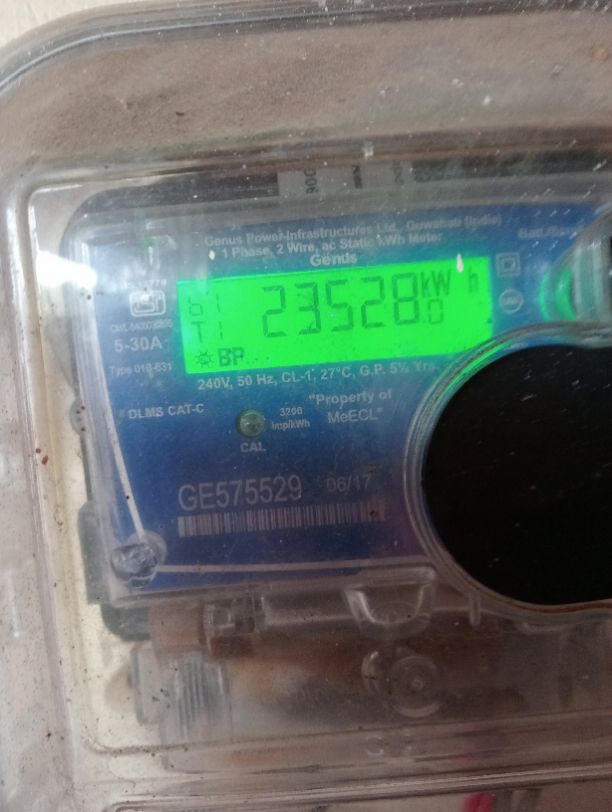 Genus Power Infrastructures Ltd., Guwahati (India)
1 Phase, 2 Wire, ac Static kWh Meter
Genus
b1
T1
23528.0
kW h
BP
5-30A
240V, 50 Hz, CL-1, 27°C, G.P. 5½ Yrs.
DLMS CAT-C
3200
imp/kWh
CAL
"Property of
MeECL"
GE575529 06/17